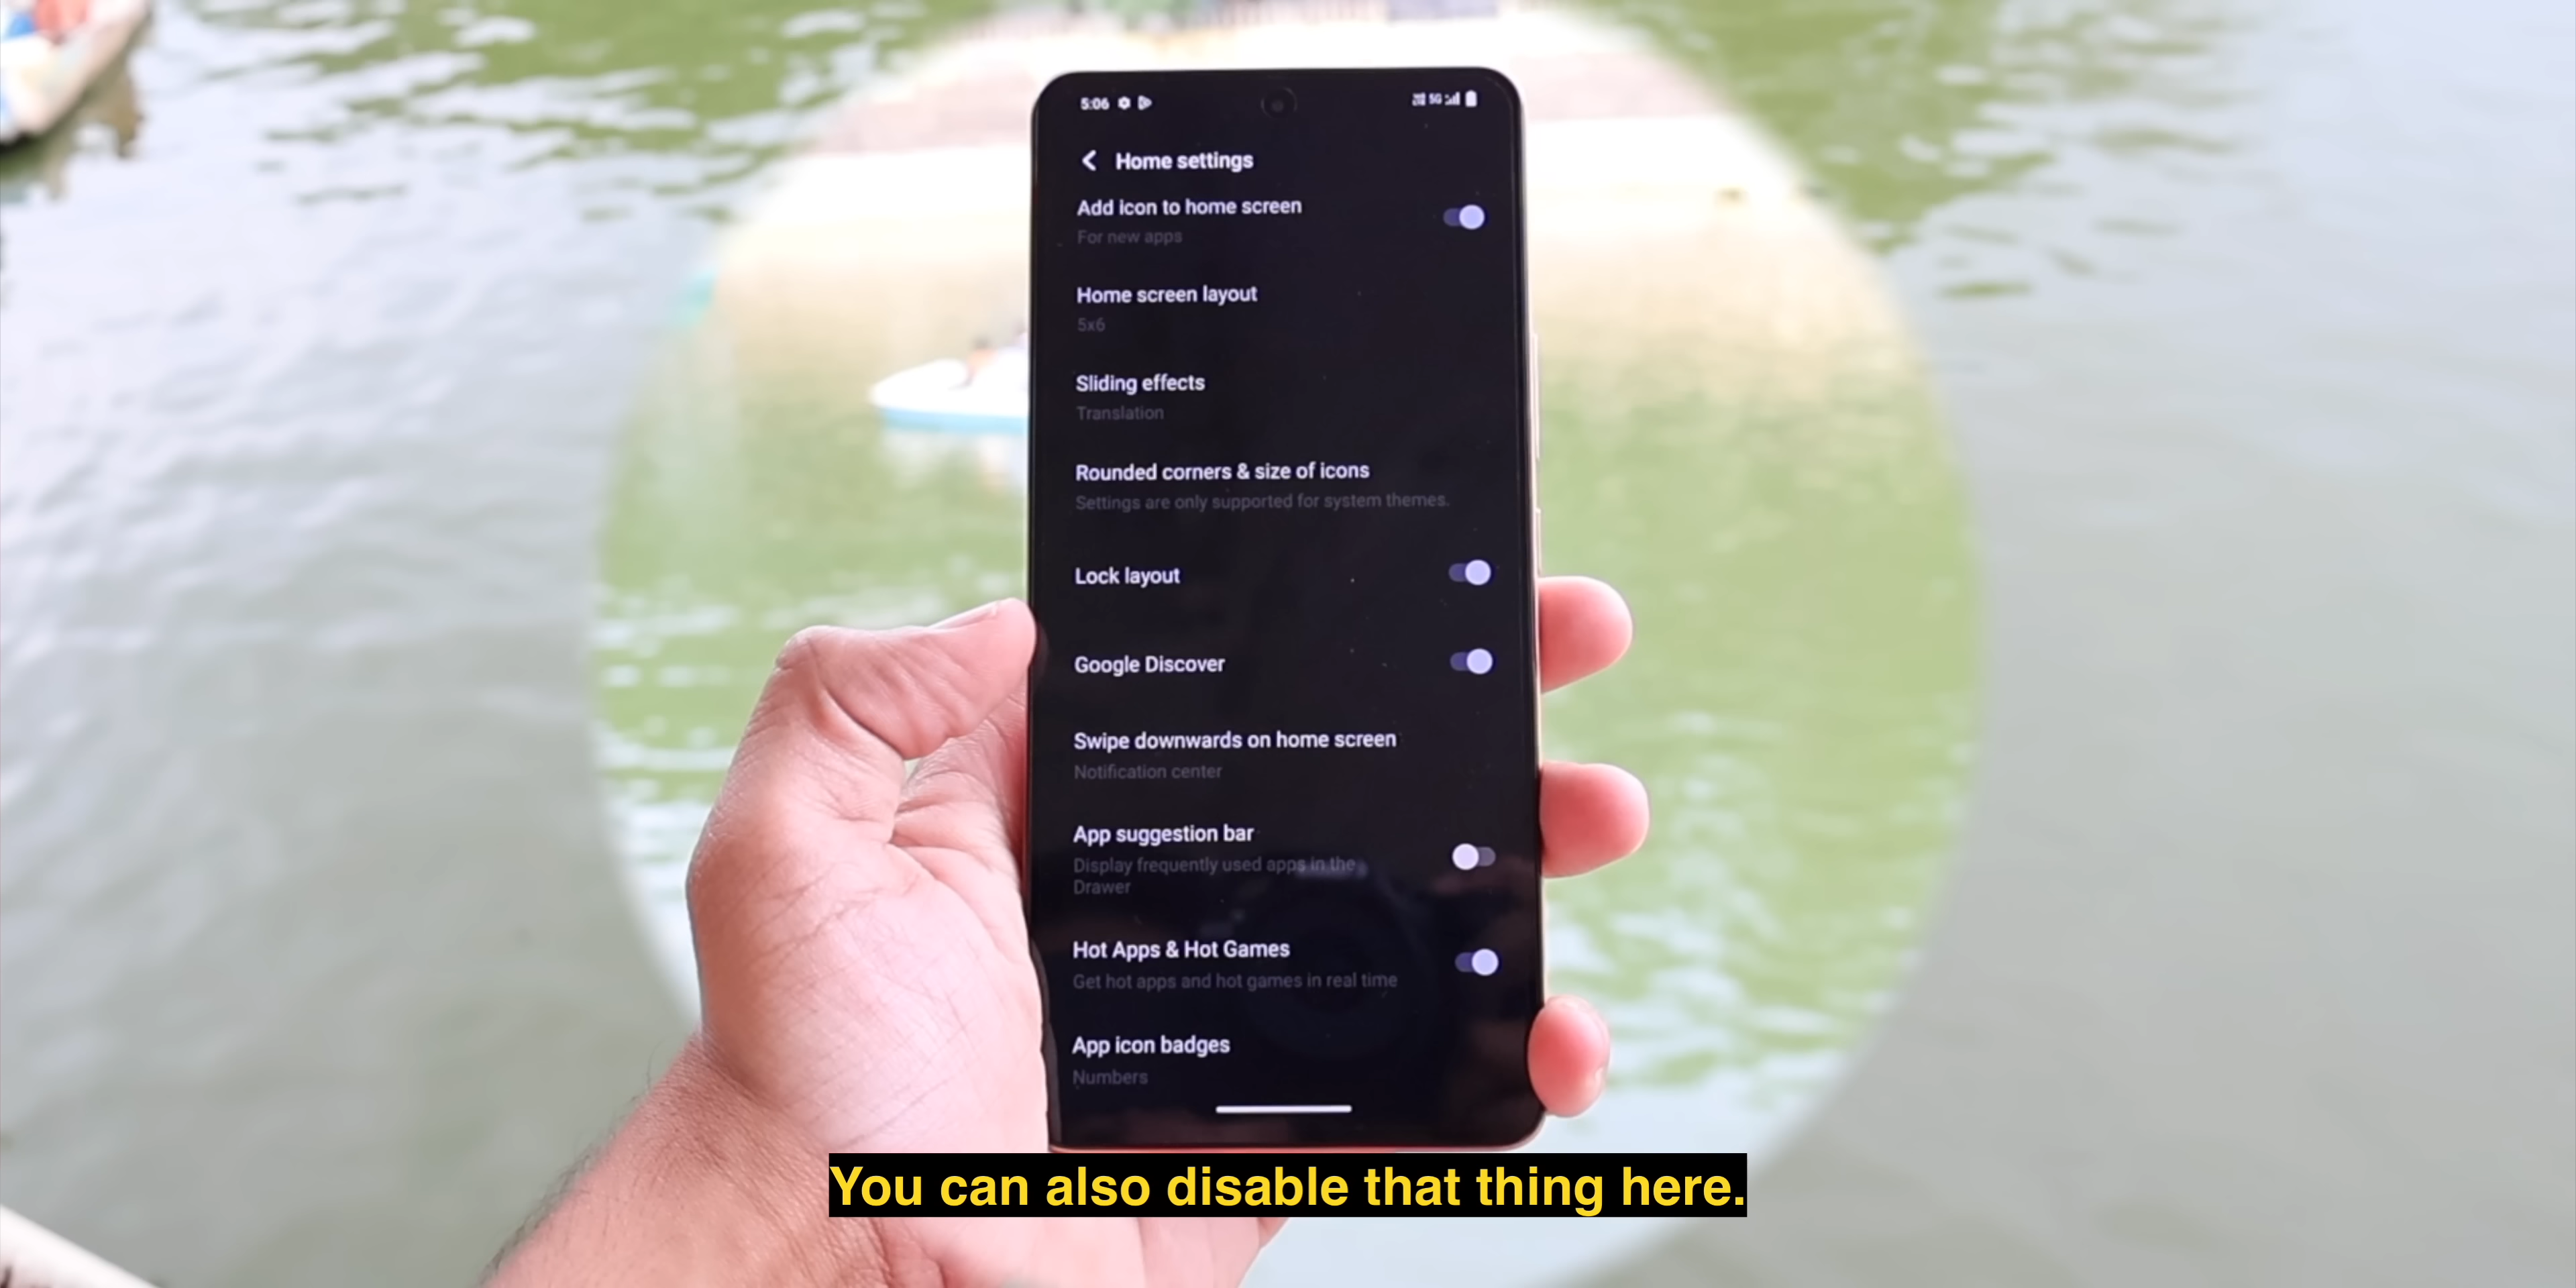 5:06
5G
Home settings
Add icon to home screen
For new apps
Home screen layout
5x6
Sliding effects
Translation
Rounded corners & size of icons
Settings are only supported for system themes.
Lock layout
Google Discover
Swipe downwards on home screen
Notification center
App suggestion bar
Display frequently used apps in the
Drawer
Hot Apps & Hot Games
Get hot apps and hot games in real time
App icon badges
Numbers
You can also disable that thing here.